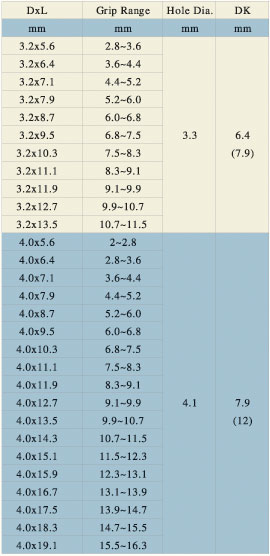 DxL Grip Range Hole Dia. DK
mm mm mm mm
3.2x5.6 2.8~3.6
3.2x6.4 3.6~4.4
3.2x7.1 4.4~5.2
3.2x7.9 5.2~6.0
3.2x8.7 6.0~6.8
3.2x9.5 6.8~7.5 3.3 6.4
3.2x10.3 7.5~8.3 (7.9)
3.2x11.1 8.3~9.1
3.2x11.9 9.1~9.9
3.2x12.7 9.9~10.7
3.2x13.5 10.7~11.5
4.0x5.6 2~2.8
4.0x6.4 2.8~3.6
4.0x7.1 3.6~4.4
4.0x7.9 4.4~5.2
4.0x8.7 5.2~6.0
4.0x9.5 6.0~6.8
4.0x10.3 6.8~7.5
4.0x11.1 7.5~8.3
4.0x11.9 8.3~9.1
4.0x12.7 9.1~9.9 4.1 7.9
4.0x13.5 9.9~10.7 (12)
4.0x14.3 10.7~11.5
4.0x15.1 11.5~12.3
4.0x15.9 12.3~13.1
4.0x16.7 13.1~13.9
4.0x17.5 13.9~14.7
4.0x18.3 14.7~15.5
4.0x19.1 15.5~16.3